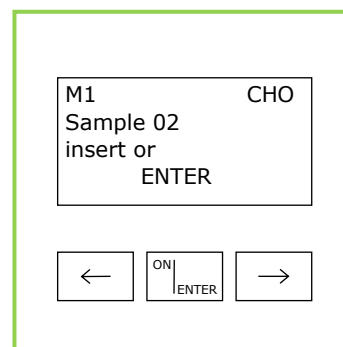 M1 CHO
Sample 02
insert or
ENTER
← ON ENTER →